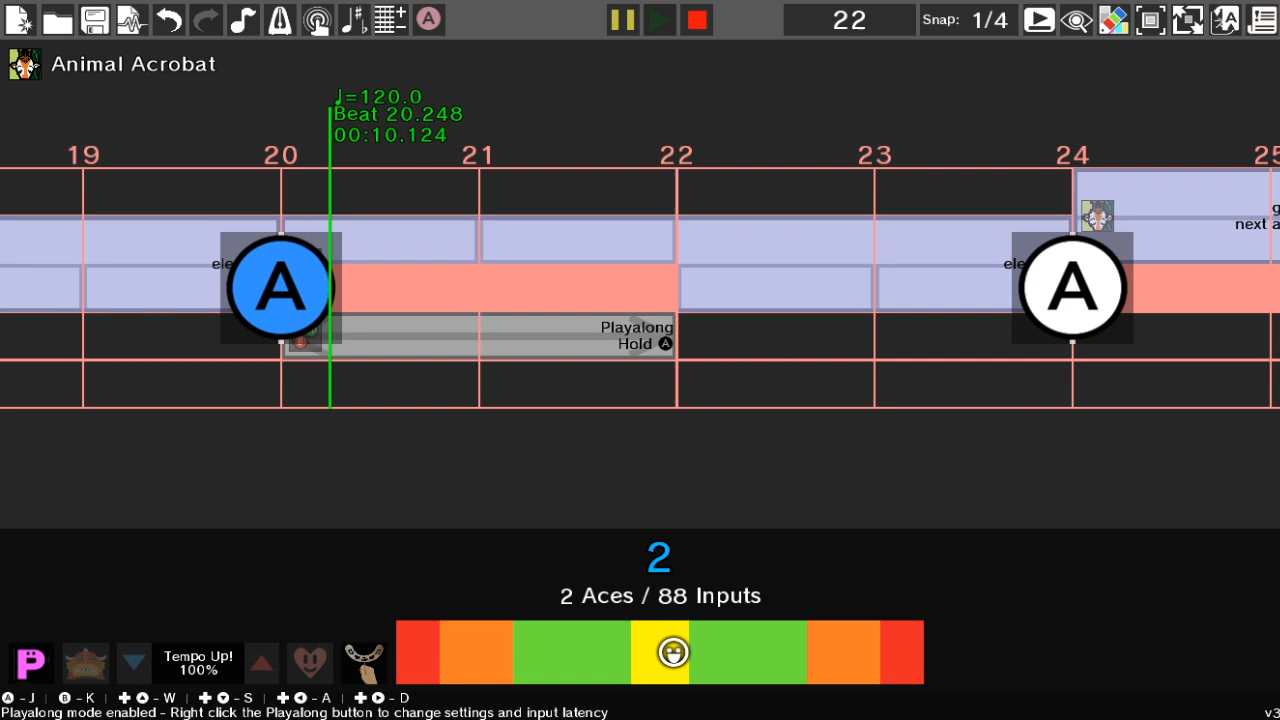 A
22
Snap: 1/4
A
Animal Acrobat
♩=120.0
Beat 20.248
00:10.124
19
20
21
22
23
24
25
next a
A
A
Playalong
Hold A
2
2 Aces / 88 Inputs
P
Tempo Up!
100%
A - J B - K - W - S - A - D
Playalong mode enabled - Right click the Playalong button to change settings and input latency
v3